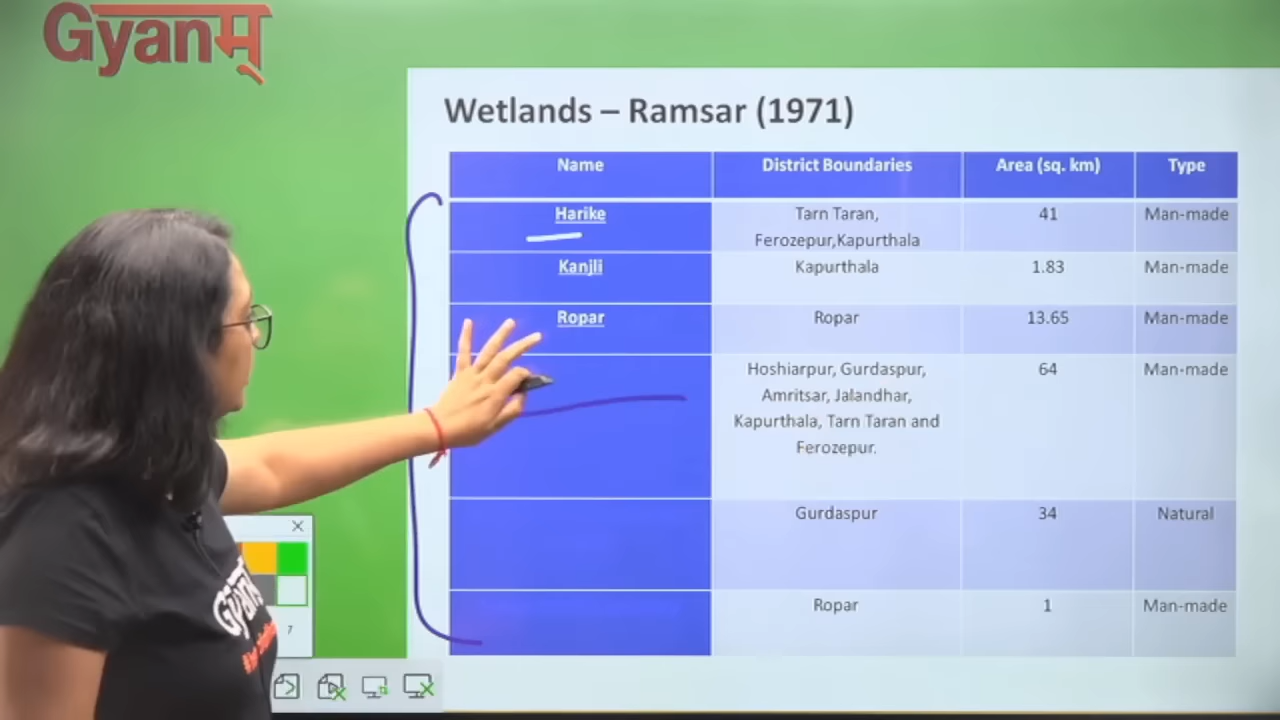 Gyanम्
Wetlands – Ramsar (1971)
Name District Boundaries Area (sq. km) Type
Harike Tarn Taran, 41 Man-made
Ferozepur,Kapurthala
Kanjli Kapurthala 1.83 Man-made
Ropar Ropar 13.65 Man-made
Hoshiarpur, Gurdaspur, 64 Man-made
Amritsar, Jalandhar,
Kapurthala, Tarn Taran and
Ferozepur.
Gurdaspur 34 Natural
Ropar 1 Man-made
7